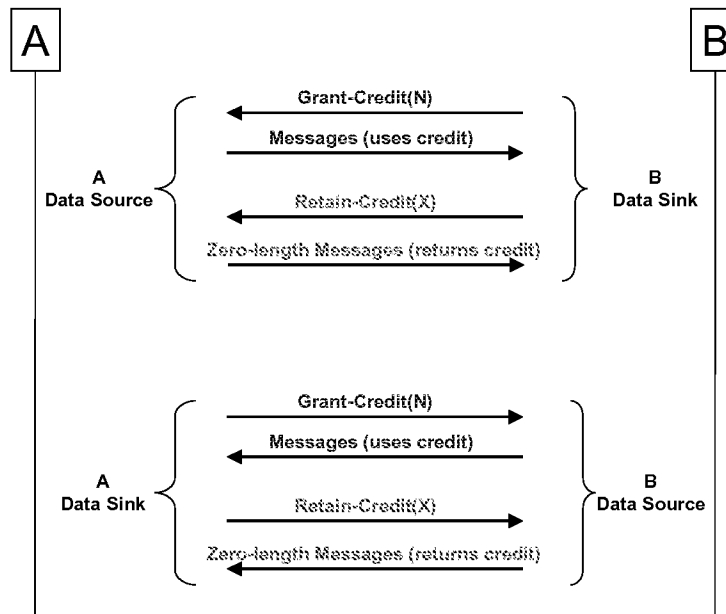 A
B
Grant-Credit(N)
Messages (uses credit)
A
Data Source
B
Data Sink
Retain-Credit(X)
Zero-length Messages (returns credit)
Grant-Credit(N)
Messages (uses credit)
A
Data Sink
B
Data Source
Retain-Credit(X)
Zero-length Messages (returns credit)